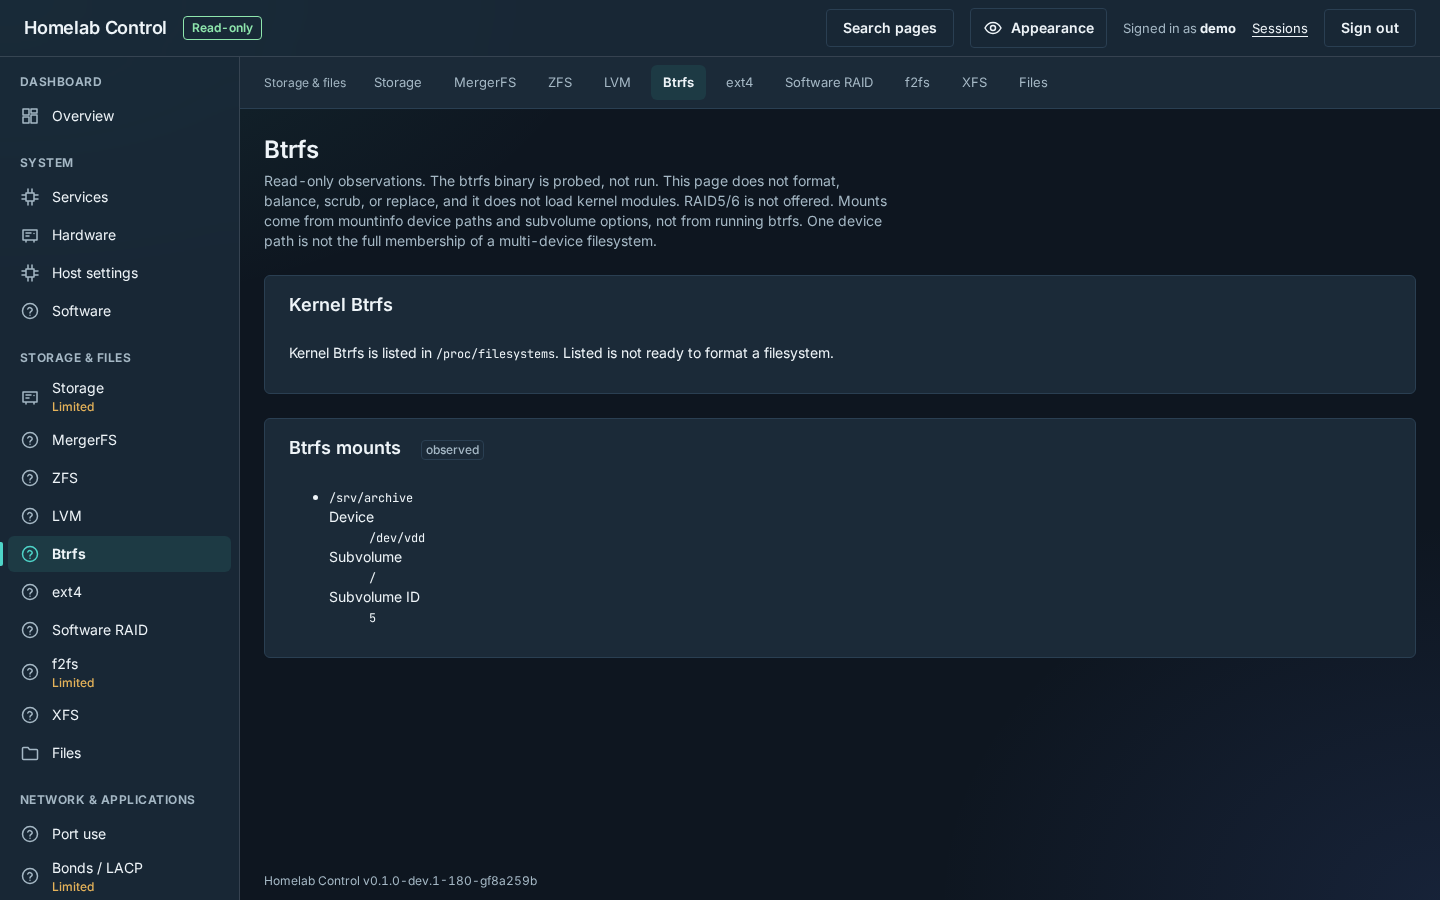 Homelab Control
Read-only
Search pages
Appearance
Signed in as demo
Sessions
Sign out
DASHBOARD
Overview
SYSTEM
Services
Hardware
Host settings
Software
STORAGE & FILES
Storage
Limited
MergerFS
ZFS
LVM
Btrfs
ext4
Software RAID
f2fs
Limited
XFS
Files
NETWORK & APPLICATIONS
Port use
Bonds / LACP
Limited
Storage & files
Storage
MergerFS
ZFS
LVM
Btrfs
ext4
Software RAID
f2fs
XFS
Files
Btrfs
Read-only observations. The btrfs binary is probed, not run. This page does not format,
balance, scrub, or replace, and it does not load kernel modules. RAID5/6 is not offered. Mounts
come from mountinfo device paths and subvolume options, not from running btrfs. One device
path is not the full membership of a multi-device filesystem.
Kernel Btrfs
Kernel Btrfs is listed in /proc/filesystems. Listed is not ready to format a filesystem.
Btrfs mounts
observed
/srv/archive
Device
/dev/vdd
Subvolume
/
Subvolume ID
5
Homelab Control v0.1.0-dev.1-180-gf8a259b